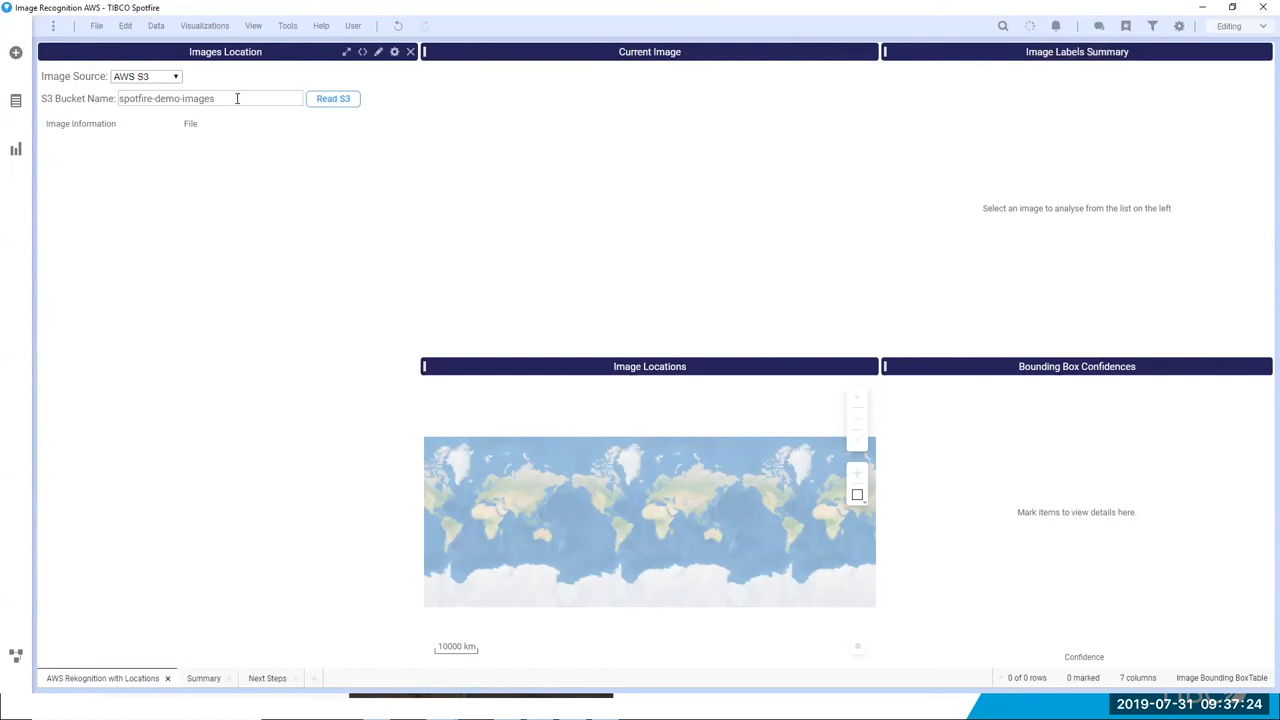 Image Recognition AWS - TIBCO Spotfire
File Edit Data Visualizations View Tools Help User Editing
Images Location
Current Image
Image Labels Summary
Image Source: AWS S3
S3 Bucket Name: spotfire-demo-images Read S3
Image Information File
Select an image to analyse from the list on the left
Image Locations
Bounding Box Confidences
Mark items to view details here.
10000 km
Confidence
AWS Rekognition with Locations Summary Next Steps
0 of 0 rows 0 marked 7 columns Image Bounding BoxTable
2019-07-31 09:37:24